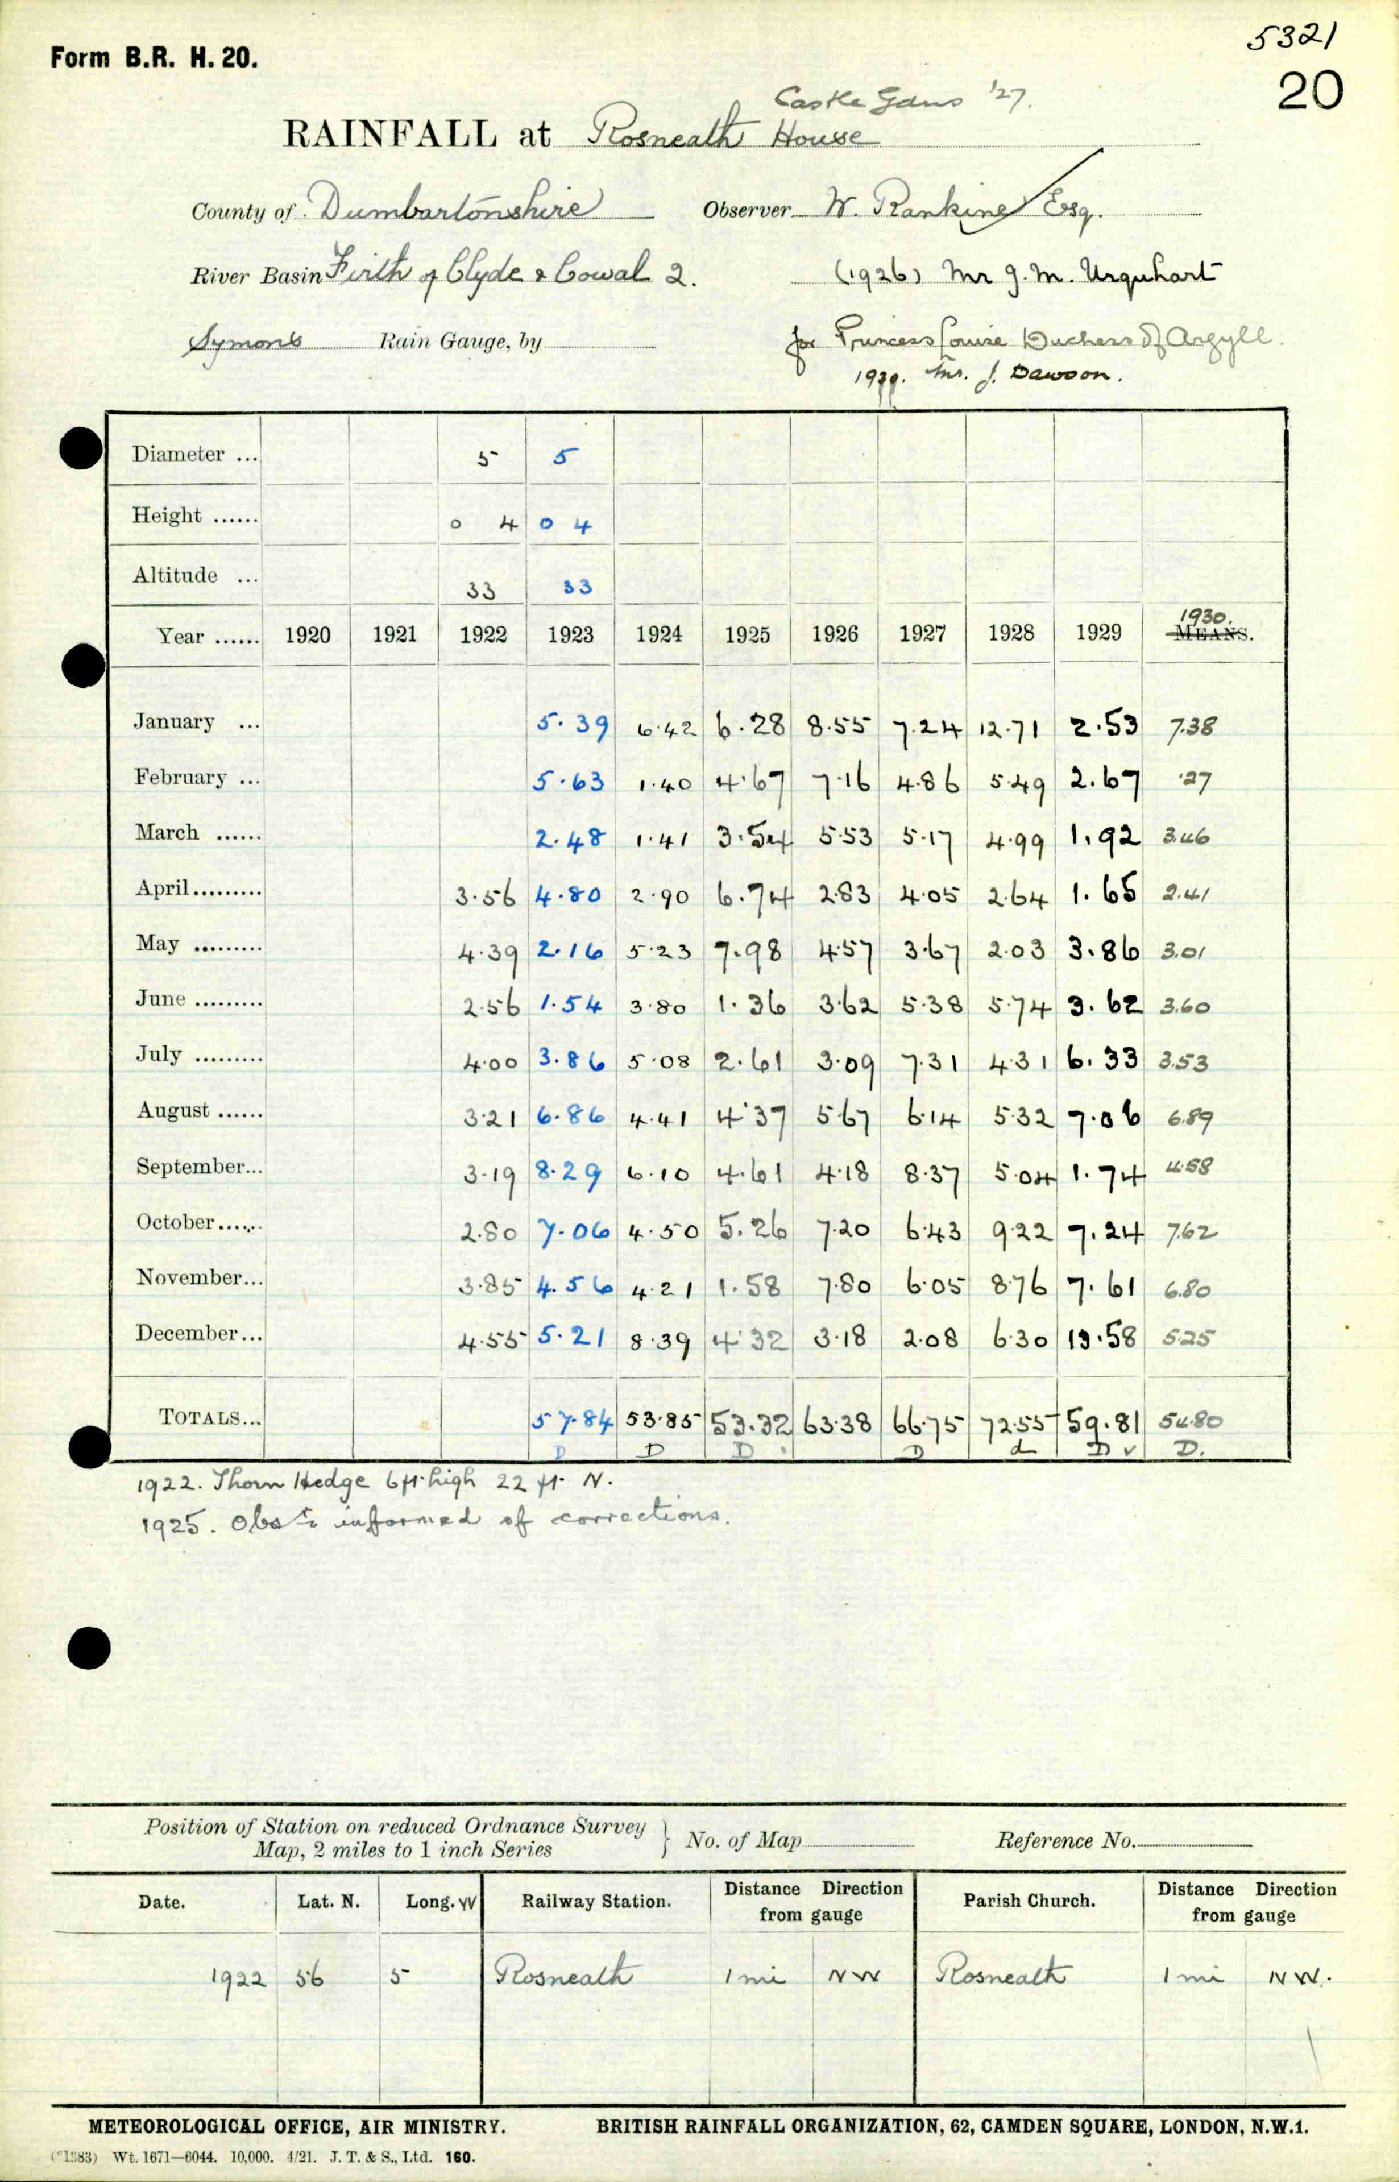 5321
Form B.R. H. 20.
20
Castle Gdns '27.
RAINFALL at Rosneath House
County of Dumbartonshire Observer W. Rankine Esq.
River Basin Firth of Clyde & Cowal 2. (1926) Mr J. M. Urquhart
Symons Rain Gauge, by for Princess Louise Duchess of Argyll.
Mr. J. Dawson.
Diameter ... 5 5
Height ...... 0 4 0 4
Altitude ... 33 33
1930.
Year ...... 1920 1921 1922 1923 1924 1925 1926 1927 1928 1929 MEANS.
January ... 5.39 6.42 6.28 8.55 7.24 12.71 2.53 7.38
February ... 5.63 1.40 4.67 7.16 4.86 5.49 2.67 .27
March ...... 2.48 1.41 3.54 5.53 5.17 4.99 1.92 3.46
April......... 3.56 4.80 2.90 6.74 2.83 4.05 2.64 1.65 2.41
May ......... 4.39 2.16 5.23 7.98 4.57 3.67 2.03 3.86 3.01
June ......... 2.56 1.54 3.80 1.36 3.62 5.38 5.74 3.62 3.60
July ......... 4.00 3.86 5.08 2.61 3.09 7.31 4.31 6.33 3.53
August ...... 3.21 6.86 4.41 4.37 5.67 6.14 5.32 7.06 6.89
September... 3.19 8.29 6.10 4.61 4.18 8.37 5.04 1.74 4.58
October...... 2.80 7.06 4.50 5.26 7.20 6.43 9.22 7.24 7.62
November... 3.85 4.56 4.21 1.58 7.80 6.05 8.76 7.61 6.80
December... 4.55 5.21 8.39 4.32 3.18 2.08 6.30 13.58 5.25
TOTALS... 57.84 53.85 53.32 63.38 66.75 72.55 59.81 54.80
D D D D d D v D.
1922. Thorn Hedge 6ft. high 22 ft. N.
1925. Obsr. informed of corrections.
Position of Station on reduced Ordnance Survey
Map, 2 miles to 1 inch Series } No. of Map Reference No.
Date. Lat. N. Long. W Railway Station. Distance Direction from gauge Parish Church. Distance Direction from gauge
1922 56 5 Rosneath 1 mi NW Rosneath 1 mi NW.
METEOROLOGICAL OFFICE, AIR MINISTRY. BRITISH RAINFALL ORGANIZATION, 62, CAMDEN SQUARE, LONDON, N.W.1.
Wt. 1671—6044. 10,000. 4/21. J. T. & S., Ltd. 160.